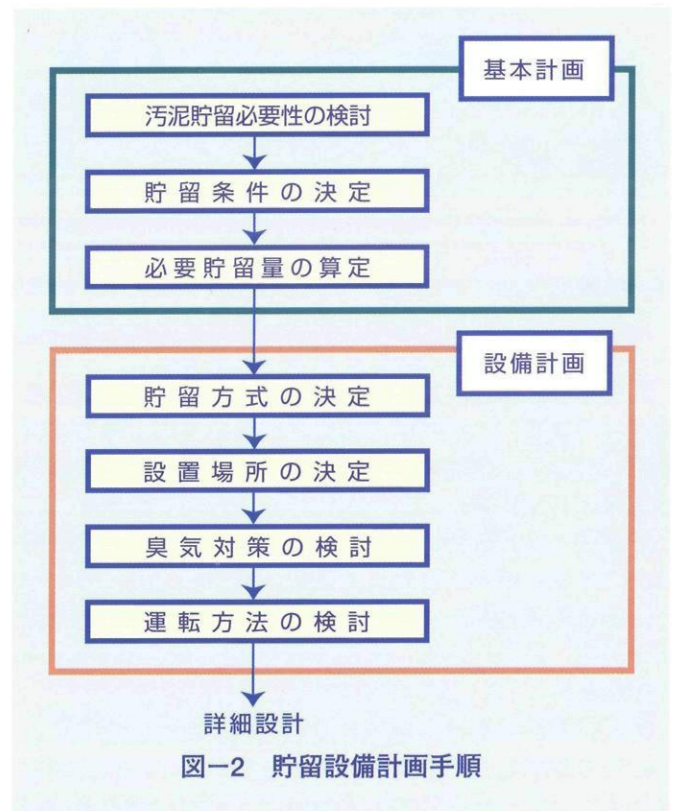 基本計画
汚泥貯留必要性の検討
貯留条件の決定
必要貯留量の算定
設備計画
貯留方式の決定
設置場所の決定
臭気対策の検討
運転方法の検討
詳細設計
図－2　貯留設備計画手順